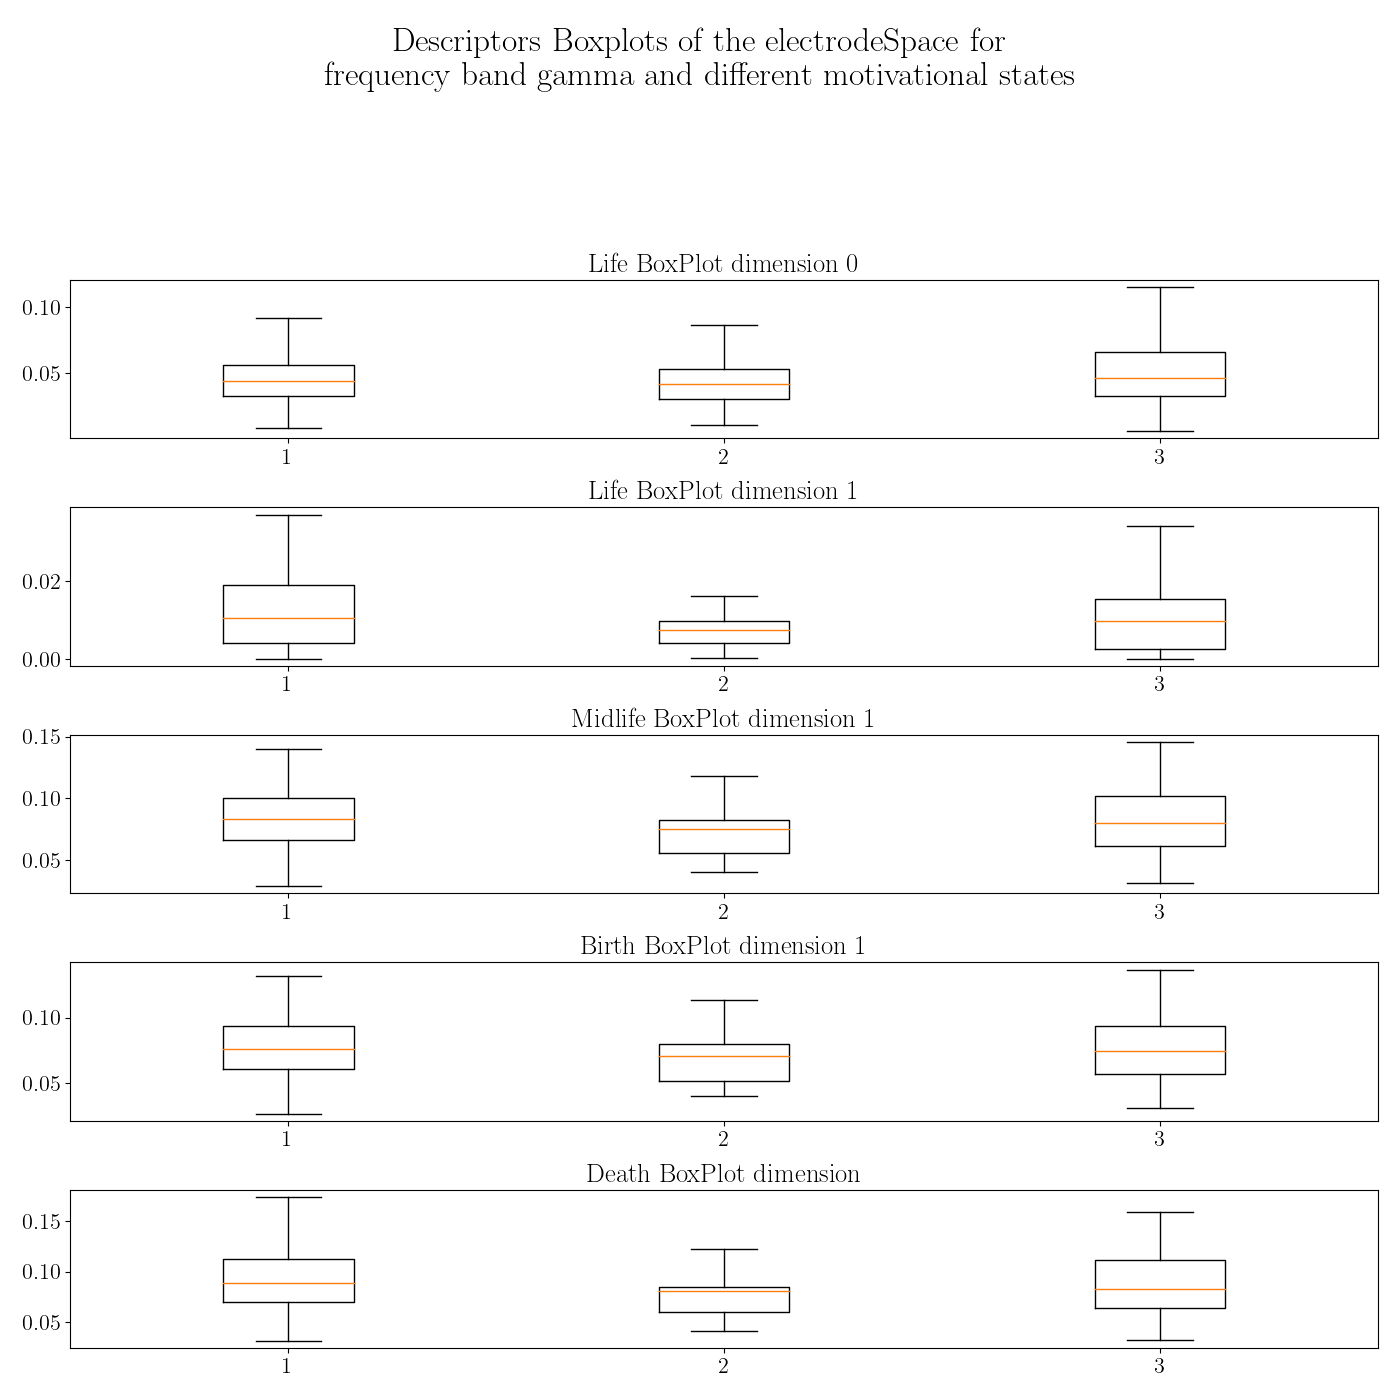 Descriptors Boxplots of the electrodeSpace for
frequency band gamma and different motivational states
Life BoxPlot dimension 0
0.10
0.05
1 2 3
Life BoxPlot dimension 1
0.02
0.00
1 2 3
Midlife BoxPlot dimension 1
0.15
0.10
0.05
1 2 3
Birth BoxPlot dimension 1
0.10
0.05
1 2 3
Death BoxPlot dimension
0.15
0.10
0.05
1 2 3